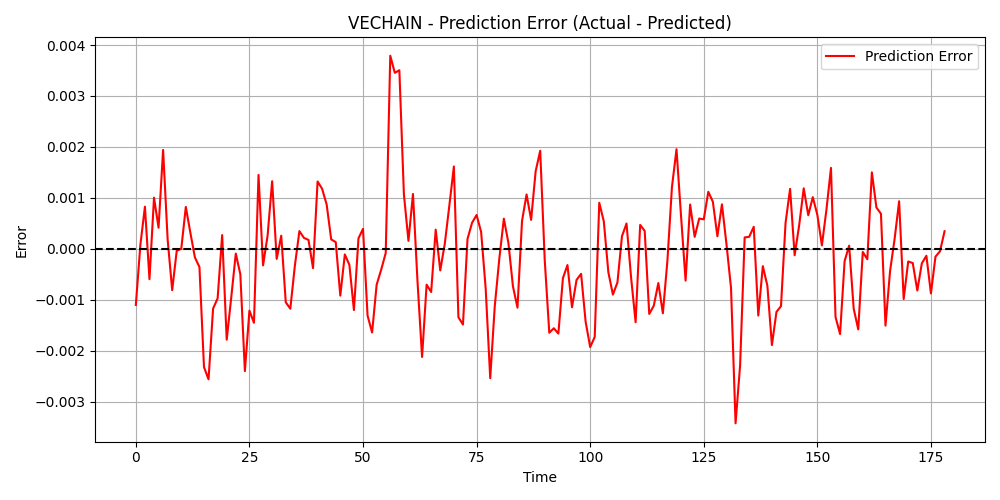 VECHAIN - Prediction Error (Actual - Predicted)
Prediction Error
Error
0.004
0.003
0.002
0.001
0.000
−0.001
−0.002
−0.003
0 25 50 75 100 125 150 175
Time